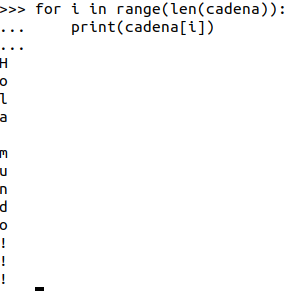 >>> for i in range(len(cadena)):
...     print(cadena[i])
...
H
o
l
a

m
u
n
d
o
!
!
!